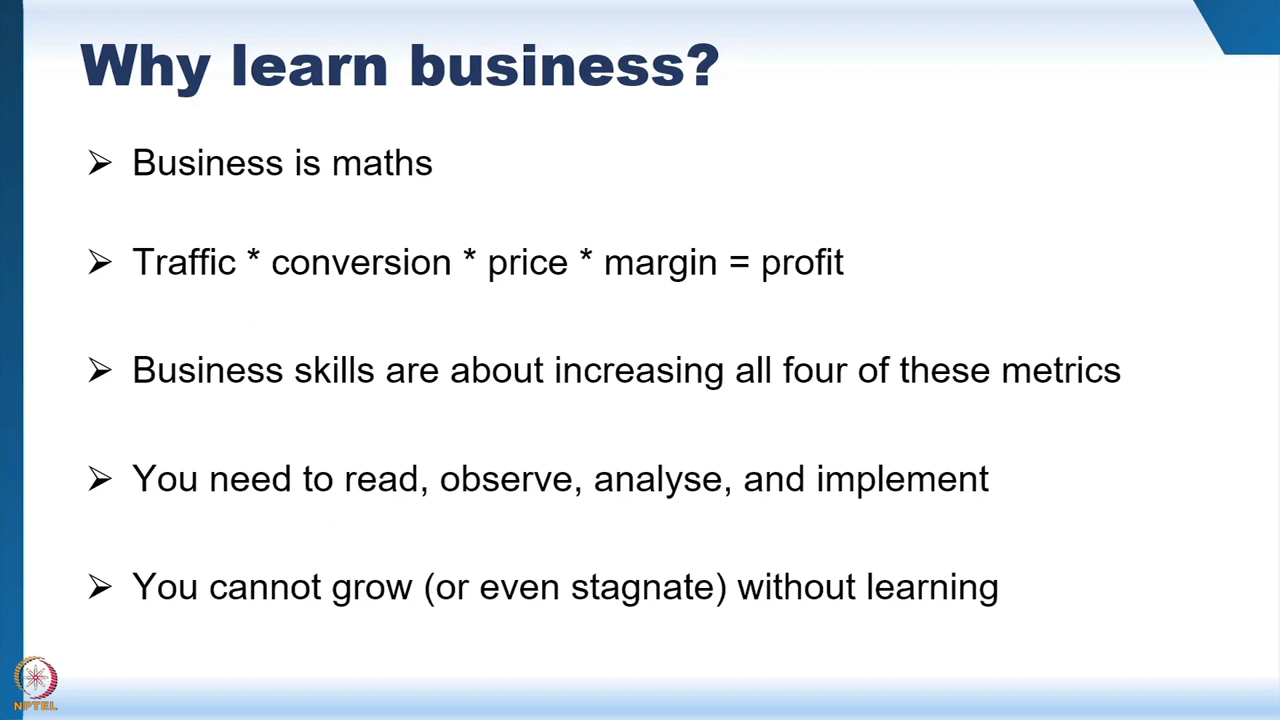 Why learn business?
➢ Business is maths
➢ Traffic * conversion * price * margin = profit
➢ Business skills are about increasing all four of these metrics
➢ You need to read, observe, analyse, and implement
➢ You cannot grow (or even stagnate) without learning
NPTEL